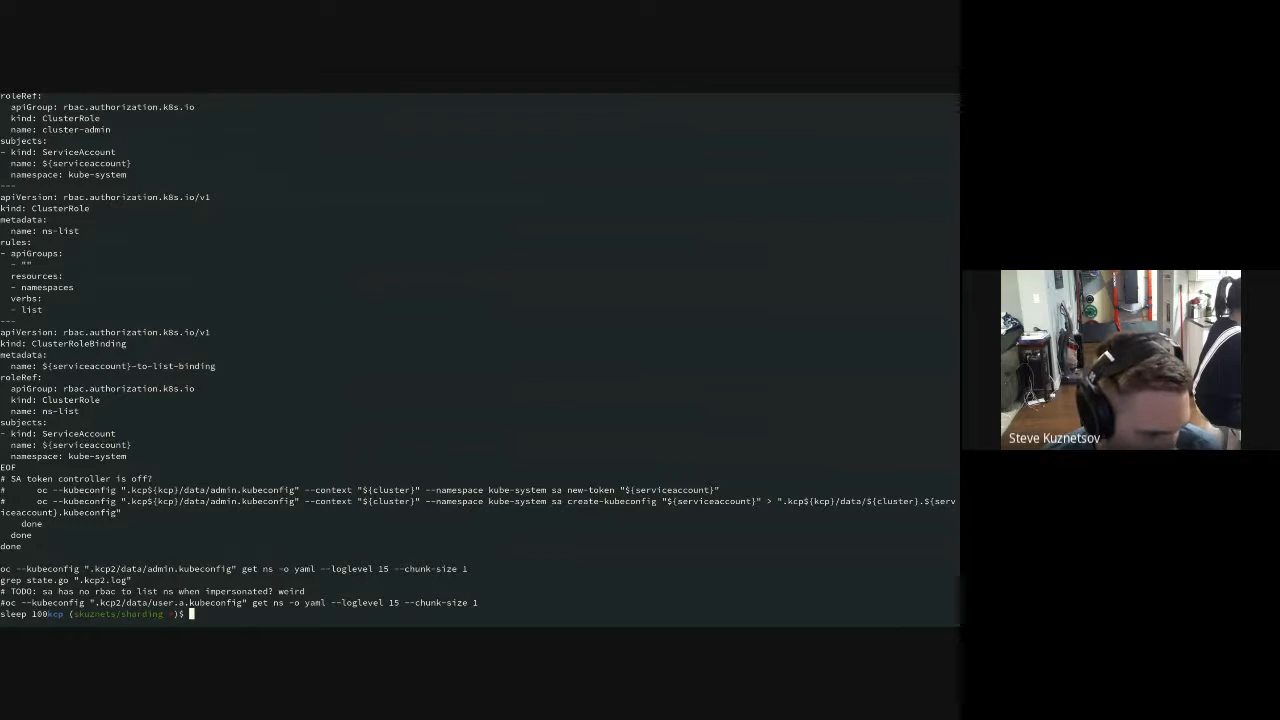 roleRef:
  apiGroup: rbac.authorization.k8s.io
  kind: ClusterRole
  name: cluster-admin
subjects:
- kind: ServiceAccount
  name: ${serviceaccount}
  namespace: kube-system
---
apiVersion: rbac.authorization.k8s.io/v1
kind: ClusterRole
metadata:
  name: ns-list
rules:
- apiGroups:
  - ""
  resources:
  - namespaces
  verbs:
  - list
---
apiVersion: rbac.authorization.k8s.io/v1
kind: ClusterRoleBinding
metadata:
  name: ${serviceaccount}-to-list-binding
roleRef:
  apiGroup: rbac.authorization.k8s.io
  kind: ClusterRole
  name: ns-list
subjects:
- kind: ServiceAccount
  name: ${serviceaccount}
  namespace: kube-system
EOF
# SA token controller is off?
#      oc --kubeconfig ".kcp${kcp}/data/admin.kubeconfig" --context "${cluster}" --namespace kube-system sa new-token "${serviceaccount}"
#      oc --kubeconfig ".kcp${kcp}/data/admin.kubeconfig" --context "${cluster}" --namespace kube-system sa create-kubeconfig "${serviceaccount}" > ".kcp${kcp}/data/${cluster}.${serv
iceaccount}.kubeconfig"
    done
  done
done

oc --kubeconfig ".kcp2/data/admin.kubeconfig" get ns -o yaml --loglevel 15 --chunk-size 1
grep state.go ".kcp2.log"
# TODO: sa has no rbac to list ns when impersonated? weird
#oc --kubeconfig ".kcp2/data/user.a.kubeconfig" get ns -o yaml --loglevel 15 --chunk-size 1
sleep 100kcp (skuznets/sharding *)$
Steve Kuznetsov